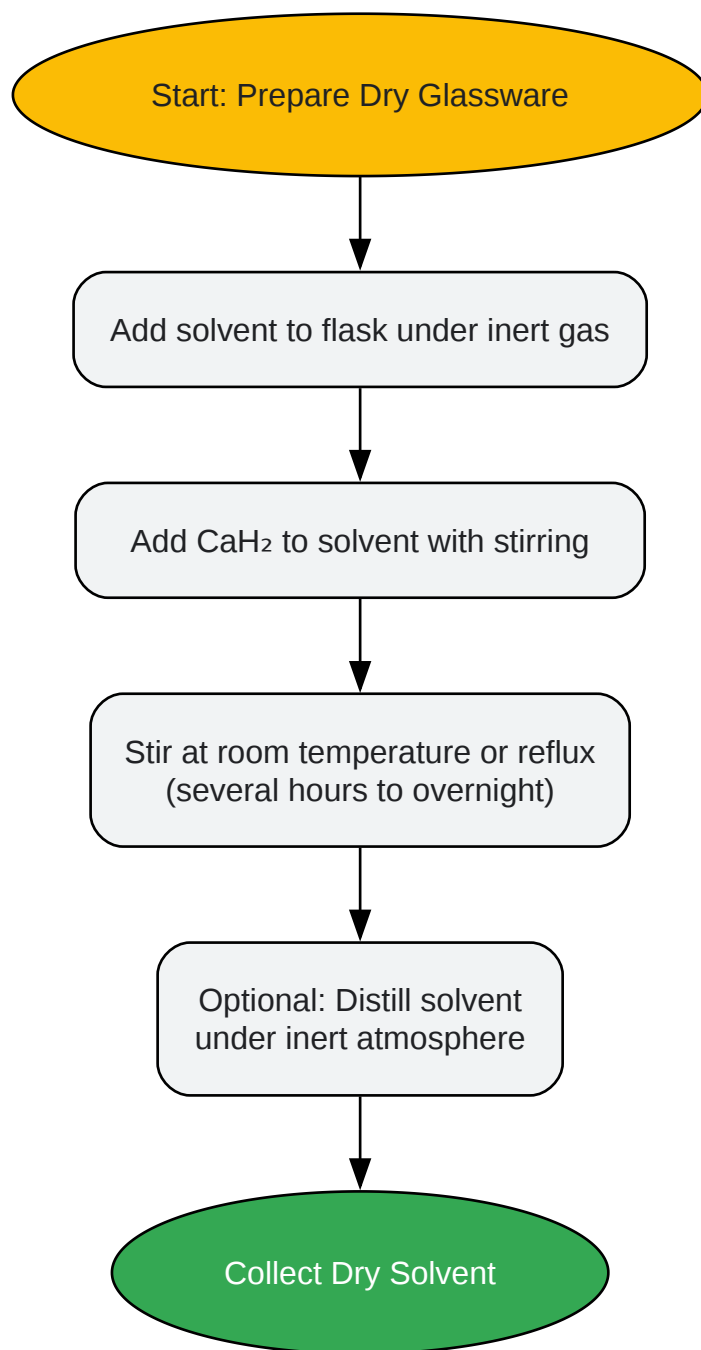 Start: Prepare Dry Glassware
Add solvent to flask under inert gas
Add CaH₂ to solvent with stirring
Stir at room temperature or reflux
(several hours to overnight)
Optional: Distill solvent
under inert atmosphere
Collect Dry Solvent